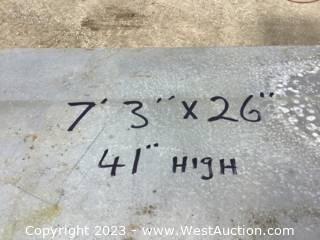 7' 3" x 26"
41" HigH
Copyright 2023 - www.WestAuction.com